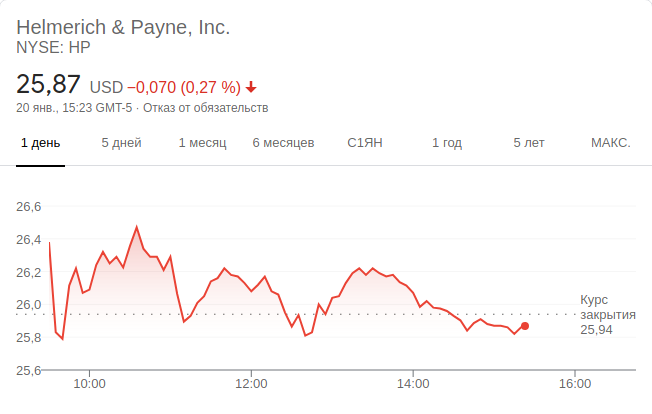 Helmerich & Payne, Inc.
NYSE: HP
25,87 USD −0,070 (0,27 %)
20 янв., 15:23 GMT-5 · Отказ от обязательств
1 день 5 дней 1 месяц 6 месяцев С1ЯН 1 год 5 лет МАКС.
26,6
26,4
26,2
26,0
25,8
25,6
Курс
закрытия
25,94
10:00 12:00 14:00 16:00